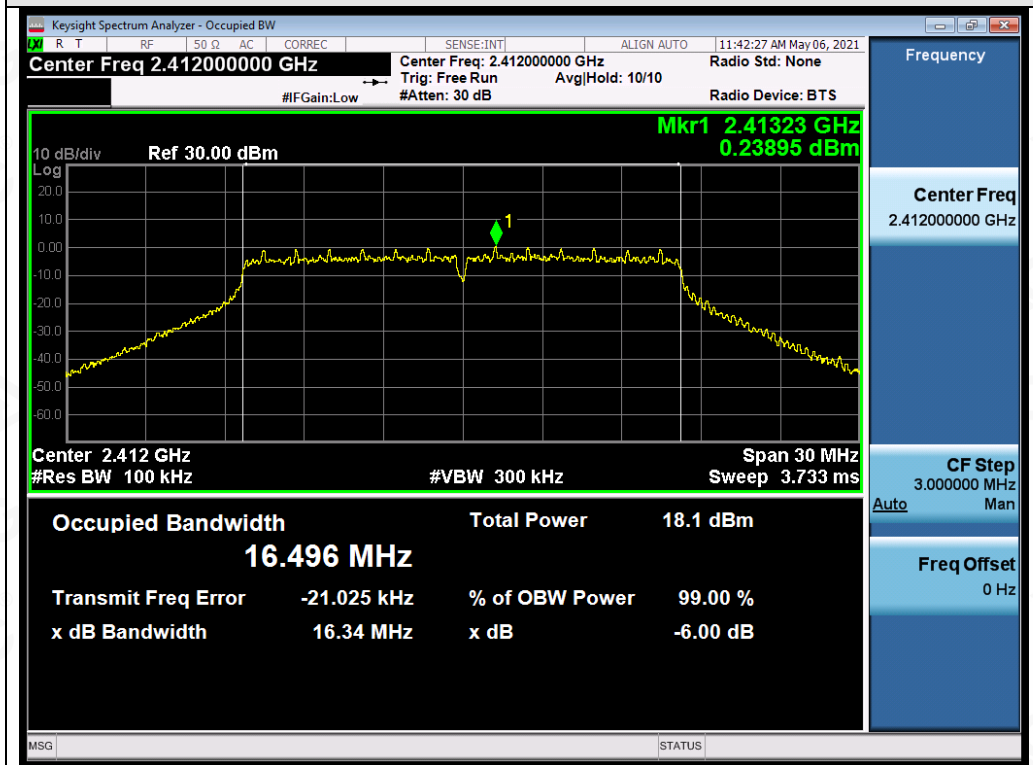 Keysight Spectrum Analyzer - Occupied BW
LXI R T RF 50 Ω AC CORREC SENSE:INT ALIGN AUTO 11:42:27 AM May 06, 2021
Center Freq 2.412000000 GHz
Center Freq: 2.412000000 GHz Radio Std: None
Trig: Free Run Avg|Hold: 10/10
#IFGain:Low #Atten: 30 dB Radio Device: BTS
Frequency
Mkr1 2.41323 GHz
0.23895 dBm
10 dB/div Ref 30.00 dBm
Log
20.0
10.0
0.00
-10.0
-20.0
-30.0
-40.0
-50.0
-60.0
1
Center 2.412 GHz Span 30 MHz
#Res BW 100 kHz #VBW 300 kHz Sweep 3.733 ms
Center Freq
2.412000000 GHz
CF Step
3.000000 MHz
Auto Man
Freq Offset
0 Hz
Occupied Bandwidth Total Power 18.1 dBm
16.496 MHz
Transmit Freq Error -21.025 kHz % of OBW Power 99.00 %
x dB Bandwidth 16.34 MHz x dB -6.00 dB
MSG STATUS